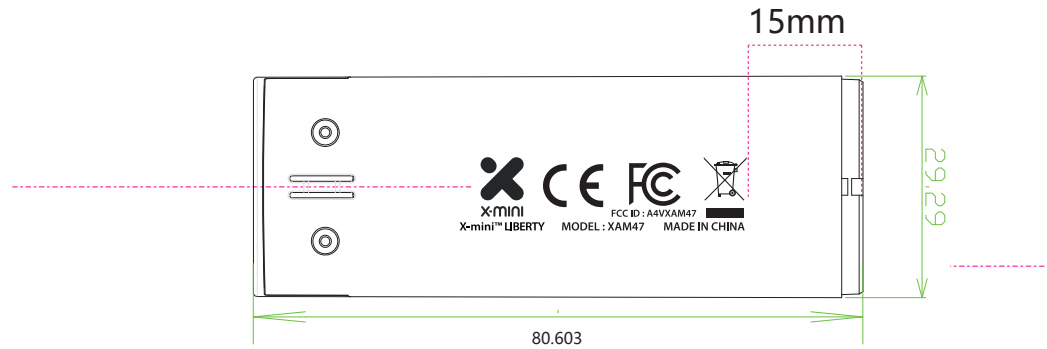 15mm
29.29
CE FC
X·MINI
FCC ID : A4VXAM47
X-mini™ LIBERTY MODEL : XAM47 MADE IN CHINA
80.603